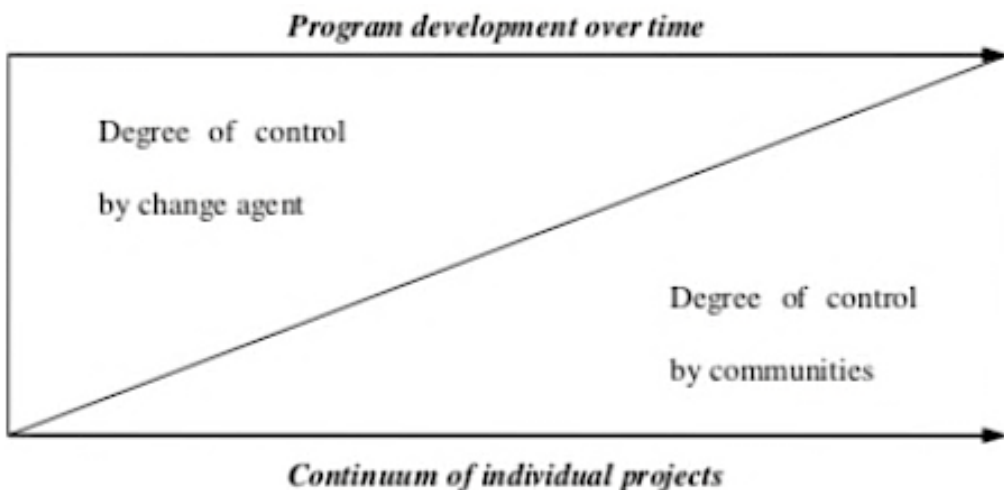 Program development over time
Degree of control
by change agent
Degree of control
by communities
Continuum of individual projects